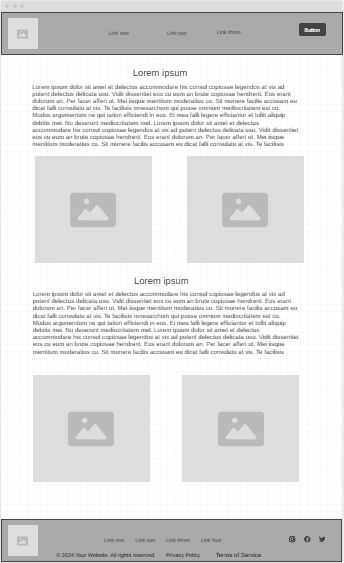 Link one Link two Link three Button
Lorem ipsum
Lorem ipsum dolor sit amet et delectus accommodare his consul copiosae legendos at vix ad
putent delectus delicata usu. Vidit dissentiet eos cu eum an brute copiosae hendrerit. Eos erant
dolorum an. Per facer affert ut. Mei iisque mentitum moderatius cu. Sit munere facilis accusam eu
dicat falli consulatu at vis. Te facilisis mnesarchum qui posse omnium mediocritatem est cu.
Modus argumentum ne qui tation efficiendi in eos. Ei mea falli legere efficiantur et tollit aliquip
debitis mei. No deserunt mediocritatem mel. Lorem ipsum dolor sit amet et delectus
accommodare his consul copiosae legendos at vix ad putent delectus delicata usu. Vidit dissentiet
eos cu eum an brute copiosae hendrerit. Eos erant dolorum an. Per facer affert ut. Mei iisque
mentitum moderatius cu. Sit munere facilis accusam eu dicat falli consulatu at vis. Te facilisis
Lorem ipsum
Lorem ipsum dolor sit amet et delectus accommodare his consul copiosae legendos at vix ad
putent delectus delicata usu. Vidit dissentiet eos cu eum an brute copiosae hendrerit. Eos erant
dolorum an. Per facer affert ut. Mei iisque mentitum moderatius cu. Sit munere facilis accusam eu
dicat falli consulatu at vis. Te facilisis mnesarchum qui posse omnium mediocritatem est cu.
Modus argumentum ne qui tation efficiendi in eos. Ei mea falli legere efficiantur et tollit aliquip
debitis mei. No deserunt mediocritatem mel. Lorem ipsum dolor sit amet et delectus
accommodare his consul copiosae legendos at vix ad putent delectus delicata usu. Vidit dissentiet
eos cu eum an brute copiosae hendrerit. Eos erant dolorum an. Per facer affert ut. Mei iisque
mentitum moderatius cu. Sit munere facilis accusam eu dicat falli consulatu at vis. Te facilisis
Link one Link two Link three Link four
© 2024 Your Website. All rights reserved. Privacy Policy Terms of Service